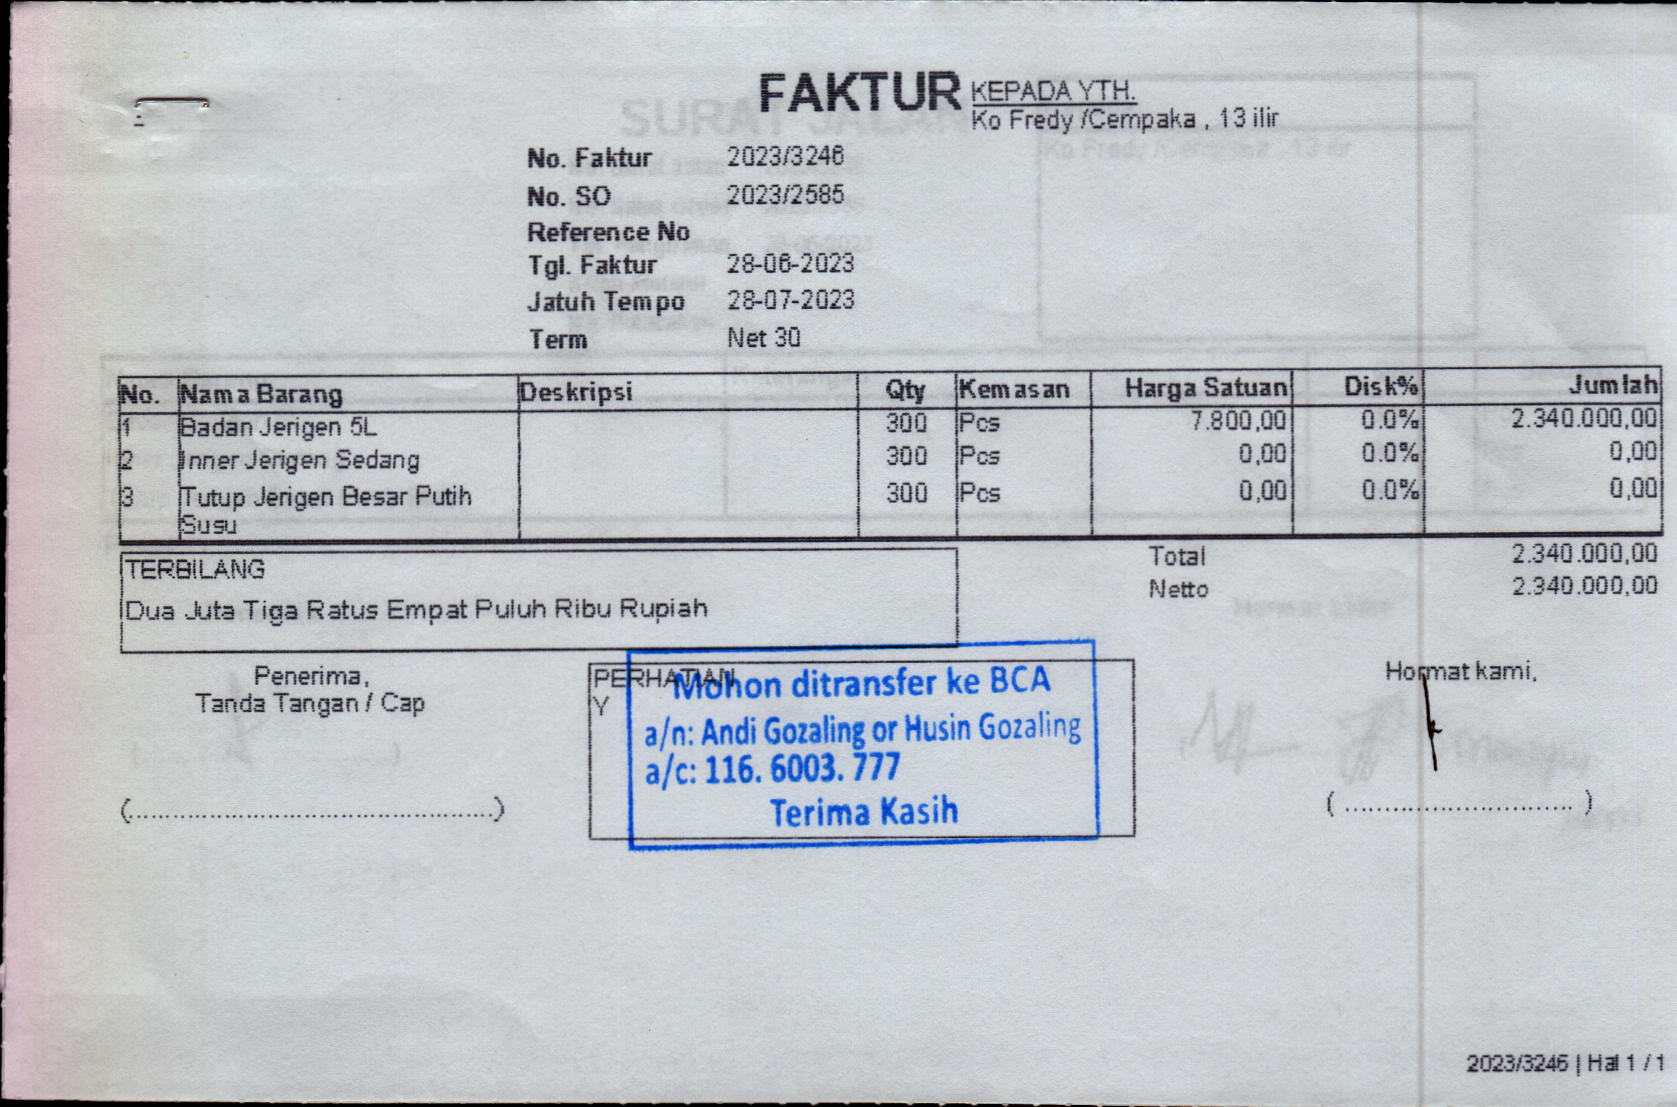 FAKTUR
KEPADA YTH.
Ko Fredy /Cempaka , 13 ilir
No. Faktur 2023/3246
No. SO 2023/2585
Reference No
Tgl. Faktur 28-06-2023
Jatuh Tempo 28-07-2023
Term Net 30
No. Nama Barang Deskripsi Qty Kemasan Harga Satuan Disk% Jumlah
1 Badan Jerigen 5L 300 Pcs 7.800,00 0.0% 2.340.000,00
2 Inner Jerigen Sedang 300 Pcs 0,00 0.0% 0,00
3 Tutup Jerigen Besar Putih 300 Pcs 0,00 0.0% 0,00
Susu
Total 2.340.000,00
Netto 2.340.000,00
TERBILANG
Dua Juta Tiga Ratus Empat Puluh Ribu Rupiah
Penerima,
Tanda Tangan / Cap
(..................................................)
PERHATIAN
Y
Mohon ditransfer ke BCA
a/n: Andi Gozaling or Husin Gozaling
a/c: 116. 6003. 777
Terima Kasih
Hormat kami,
( ............................... )
2023/3246 | Hal 1 / 1